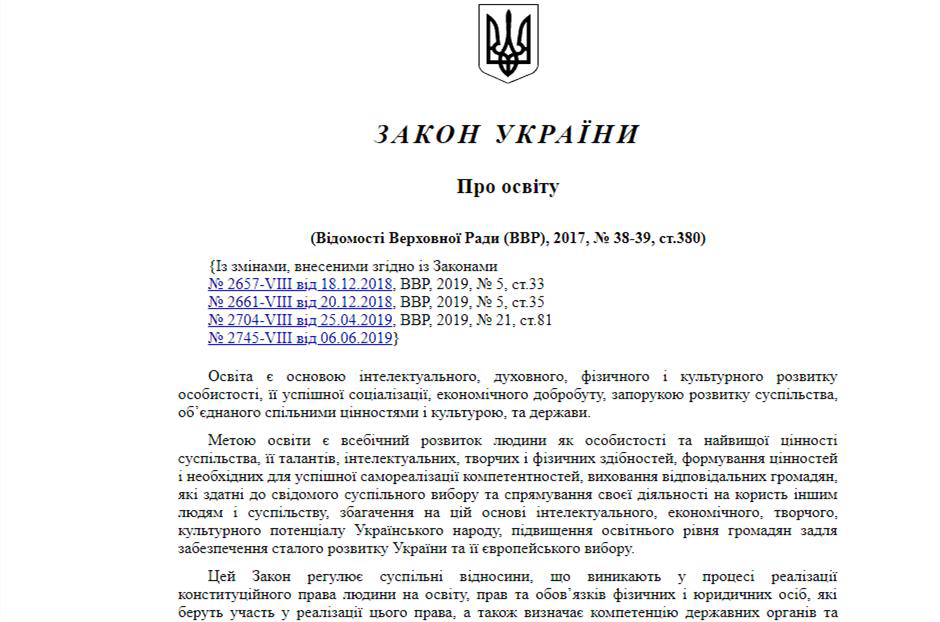 ЗАКОН УКРАЇНИ
Про освіту
(Відомості Верховної Ради (ВВР), 2017, № 38-39, ст.380)
{Із змінами, внесеними згідно із Законами
№ 2657-VIII від 18.12.2018, ВВР, 2019, № 5, ст.33
№ 2661-VIII від 20.12.2018, ВВР, 2019, № 5, ст.35
№ 2704-VIII від 25.04.2019, ВВР, 2019, № 21, ст.81
№ 2745-VIII від 06.06.2019}
Освіта є основою інтелектуального, духовного, фізичного і культурного розвитку
особистості, її успішної соціалізації, економічного добробуту, запорукою розвитку суспільства,
об’єднаного спільними цінностями і культурою, та держави.
Метою освіти є всебічний розвиток людини як особистості та найвищої цінності
суспільства, її талантів, інтелектуальних, творчих і фізичних здібностей, формування цінностей
і необхідних для успішної самореалізації компетентностей, виховання відповідальних громадян,
які здатні до свідомого суспільного вибору та спрямування своєї діяльності на користь іншим
людям і суспільству, збагачення на цій основі інтелектуального, економічного, творчого,
культурного потенціалу Українського народу, підвищення освітнього рівня громадян задля
забезпечення сталого розвитку України та її європейського вибору.
Цей Закон регулює суспільні відносини, що виникають у процесі реалізації
конституційного права людини на освіту, прав та обов’язків фізичних і юридичних осіб, які
беруть участь у реалізації цього права, а також визначає компетенцію державних органів та